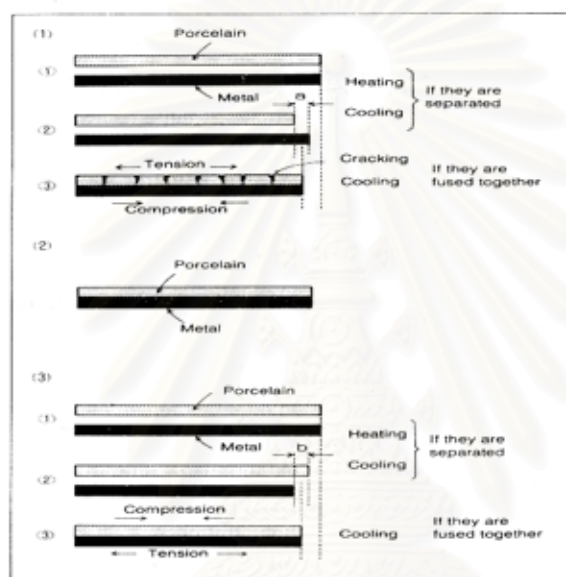 (1)
Porcelain
①
Metal
Heating
Cooling
If they are
separated
a
②
Tension
Cracking
③
Cooling
If they are
fused together
Compression
(2)
Porcelain
Metal
(3)
Porcelain
①
Metal
Heating
Cooling
If they are
separated
b
②
Compression
③
Cooling
If they are
fused together
Tension